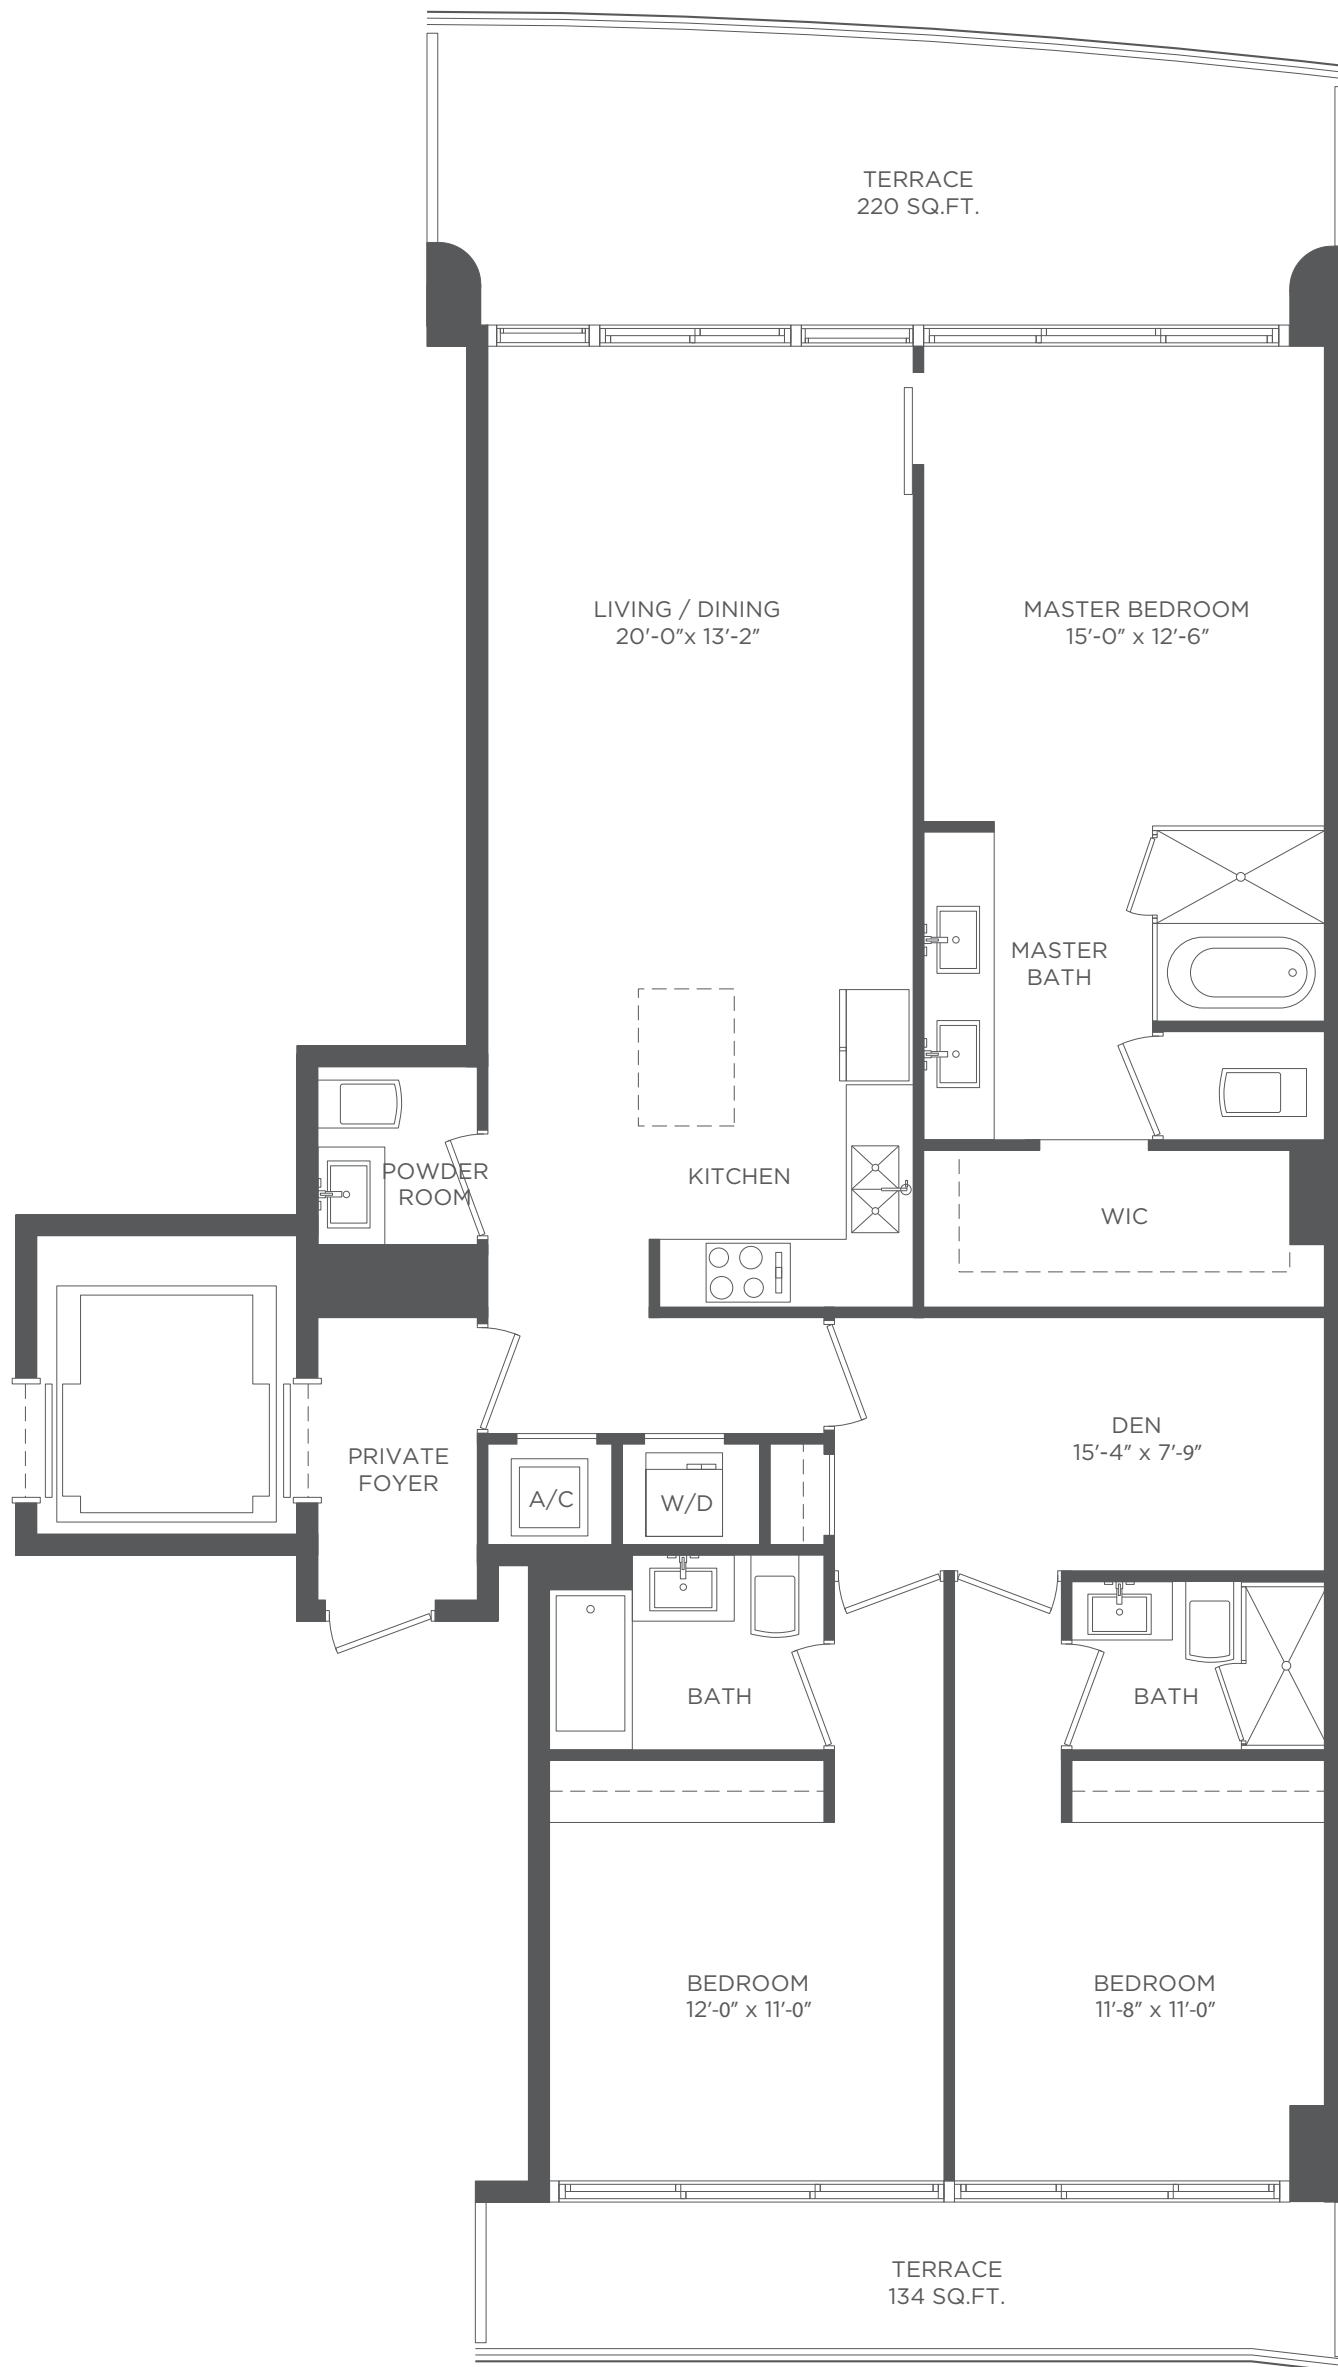 TERRACE
220 SQ.FT.
LIVING / DINING
20'-0"x 13'-2"
MASTER BEDROOM
15'-0" x 12'-6"
MASTER
BATH
POWDER
ROOM
KITCHEN
WIC
PRIVATE
FOYER
DEN
15'-4" x 7'-9"
A/C
W/D
BATH
BATH
BEDROOM
12'-0" x 11'-0"
BEDROOM
11'-8" x 11'-0"
TERRACE
134 SQ.FT.